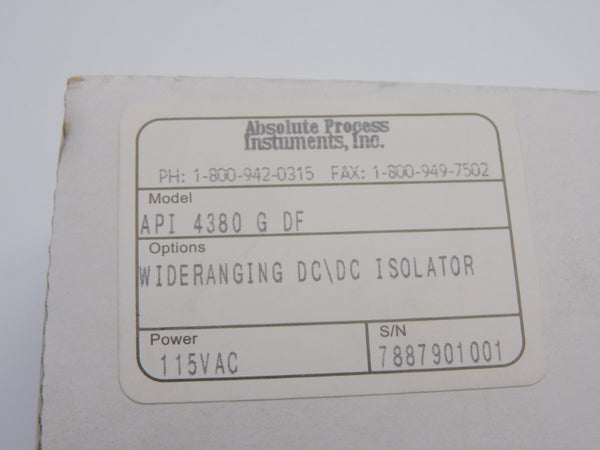 Absolute Process
Instuments, Inc.
PH: 1-800-942-0315 FAX: 1-800-949-7502
Model
API 4380 G DF
Options
WIDERANGING DC\DC ISOLATOR
Power
115VAC
S/N
7887901001